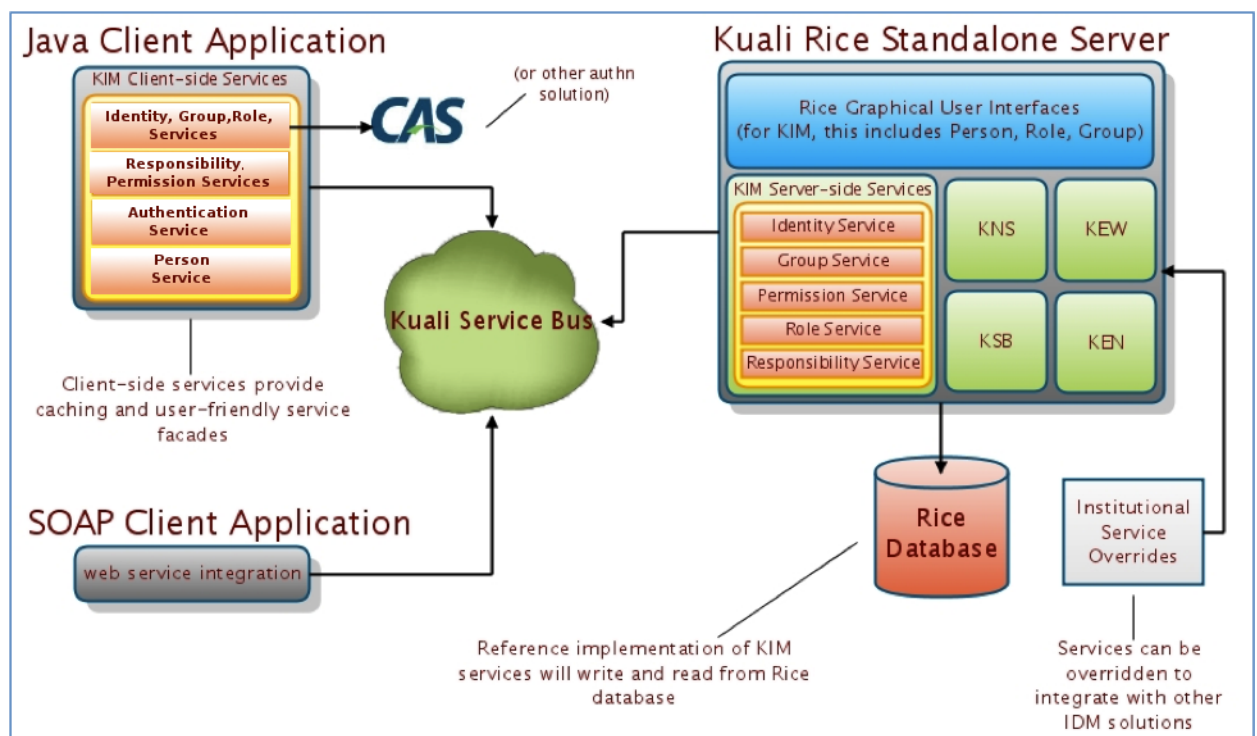 Java Client Application
KIM Client-side Services
Identity, Group,Role,
Services
Responsibility,
Permission Services
Authentication
Service
Person
Service
CAS
(or other authn
solution)
Client-side services provide
caching and user-friendly service
facades
Kuali Service Bus
SOAP Client Application
web service integration
Kuali Rice Standalone Server
Rice Graphical User Interfaces
(for KIM, this includes Person, Role, Group)
KIM Server-side Services
Identity Service
Group Service
Permission Service
Role Service
Responsibility Service
KNS
KEW
KSB
KEN
Rice
Database
Institutional
Service
Overrides
Reference implementation of KIM
services will write and read from Rice
database
Services can be
overridden to
integrate with other
IDM solutions